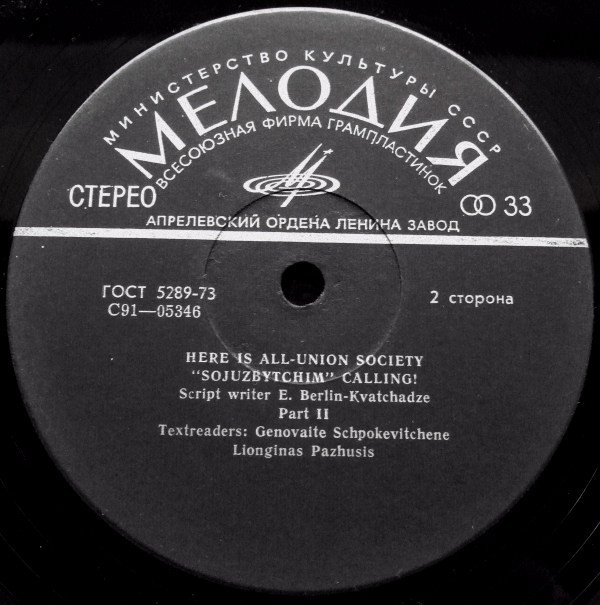 МИНИСТЕРСТВО КУЛЬТУРЫ СССР
МЕЛОДИЯ
ВСЕСОЮЗНАЯ ФИРМА ГРАМПЛАСТИНОК
СТЕРЕО
33
АПРЕЛЕВСКИЙ ОРДЕНА ЛЕНИНА ЗАВОД
ГОСТ 5289-73
С91—05346
2 сторона
HERE IS ALL-UNION SOCIETY
"SOJUZBYTCHIM" CALLING!
Script writer E. Berlin-Kvatchadze
Part II
Textreaders: Genovaite Schpokevitchene
Lionginas Pazhusis